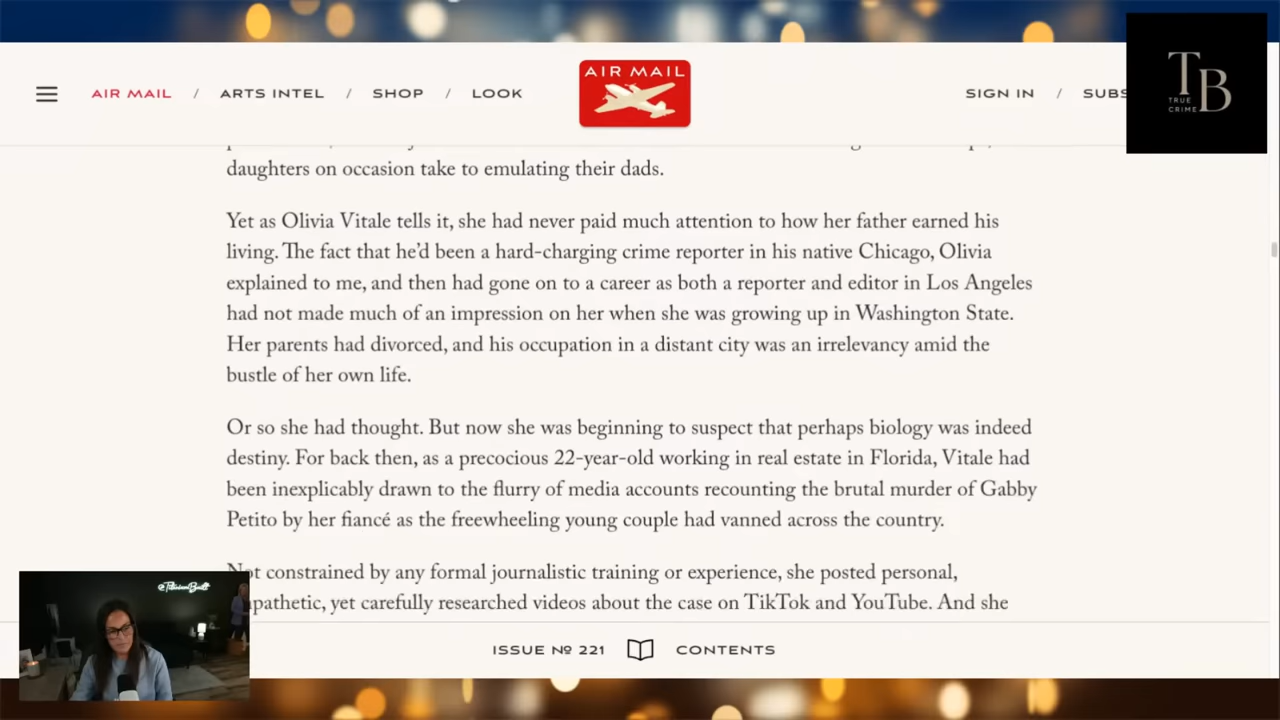 AIR MAIL / ARTS INTEL / SHOP / LOOK
AIR MAIL
SIGN IN / SUBS
TB
TRUE
CRIME
daughters on occasion take to emulating their dads.
Yet as Olivia Vitale tells it, she had never paid much attention to how her father earned his
living. The fact that he’d been a hard-charging crime reporter in his native Chicago, Olivia
explained to me, and then had gone on to a career as both a reporter and editor in Los Angeles
had not made much of an impression on her when she was growing up in Washington State.
Her parents had divorced, and his occupation in a distant city was an irrelevancy amid the
bustle of her own life.
Or so she had thought. But now she was beginning to suspect that perhaps biology was indeed
destiny. For back then, as a precocious 22-year-old working in real estate in Florida, Vitale had
been inexplicably drawn to the flurry of media accounts recounting the brutal murder of Gabby
Petito by her fiancé as the freewheeling young couple had vanned across the country.
constrained by any formal journalistic training or experience, she posted personal,
pathetic, yet carefully researched videos about the case on TikTok and YouTube. And she
ISSUE № 221 CONTENTS